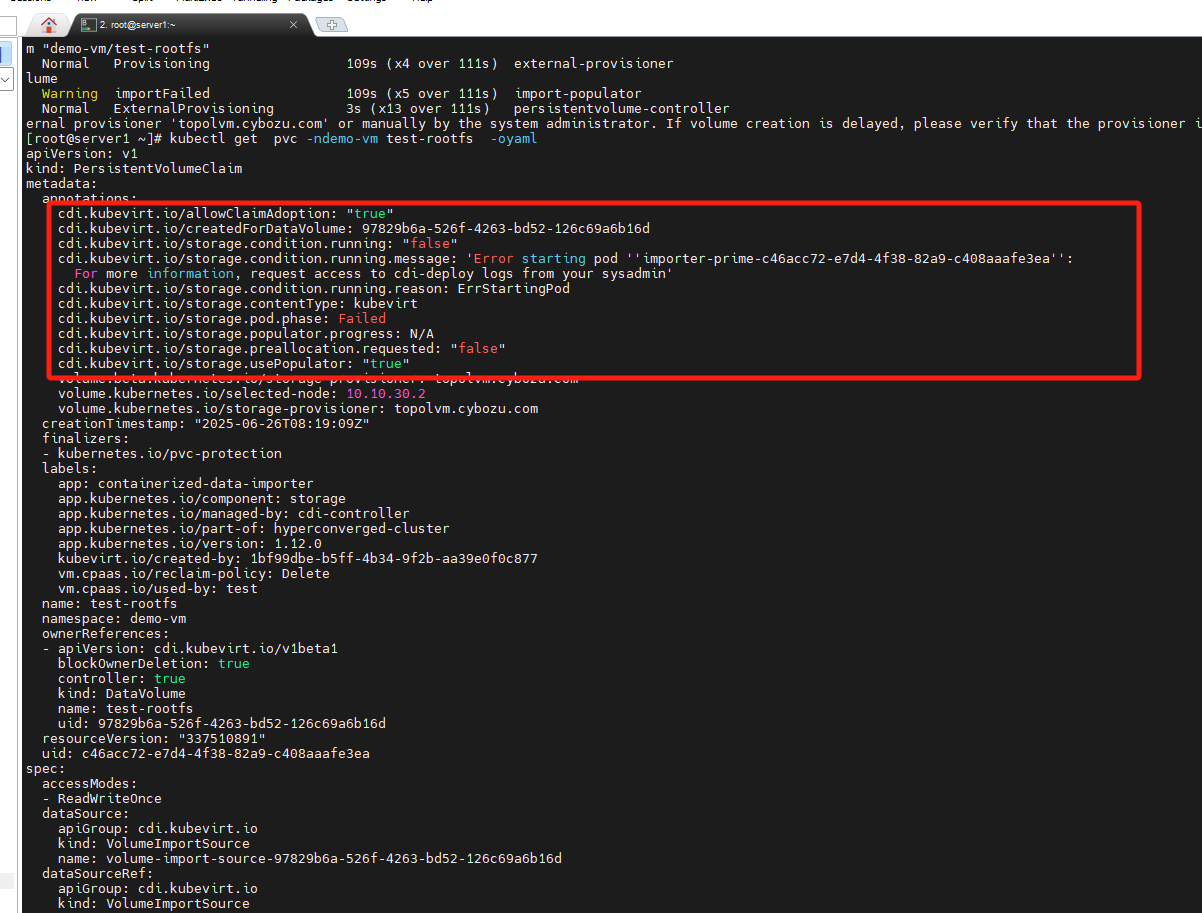 2. root@server1:~
m "demo-vm/test-rootfs"
Normal Provisioning 109s (x4 over 111s) external-provisioner
lume
Warning importFailed 109s (x5 over 111s) import-populator
Normal ExternalProvisioning 3s (x13 over 111s) persistentvolume-controller
ernal provisioner 'topolvm.cybozu.com' or manually by the system administrator. If volume creation is delayed, please verify that the provisioner i
[root@server1 ~]# kubectl get pvc -ndemo-vm test-rootfs -oyaml
apiVersion: v1
kind: PersistentVolumeClaim
metadata:
annotations:
cdi.kubevirt.io/allowClaimAdoption: "true"
cdi.kubevirt.io/createdForDataVolume: 97829b6a-526f-4263-bd52-126c69a6b16d
cdi.kubevirt.io/storage.condition.running: "false"
cdi.kubevirt.io/storage.condition.running.message: 'Error starting pod ''importer-prime-c46acc72-e7d4-4f38-82a9-c408aaafe3ea'':
For more information, request access to cdi-deploy logs from your sysadmin'
cdi.kubevirt.io/storage.condition.running.reason: ErrStartingPod
cdi.kubevirt.io/storage.contentType: kubevirt
cdi.kubevirt.io/storage.pod.phase: Failed
cdi.kubevirt.io/storage.populator.progress: N/A
cdi.kubevirt.io/storage.preallocation.requested: "false"
cdi.kubevirt.io/storage.usePopulator: "true"
volume.beta.kubernetes.io/storage-provisioner: topolvm.cybozu.com
volume.kubernetes.io/selected-node: 10.10.30.2
volume.kubernetes.io/storage-provisioner: topolvm.cybozu.com
creationTimestamp: "2025-06-26T08:19:09Z"
finalizers:
- kubernetes.io/pvc-protection
labels:
app: containerized-data-importer
app.kubernetes.io/component: storage
app.kubernetes.io/managed-by: cdi-controller
app.kubernetes.io/part-of: hyperconverged-cluster
app.kubernetes.io/version: 1.12.0
kubevirt.io/created-by: 1bf99dbe-b5ff-4b34-9f2b-aa39e0f0c877
vm.cpaas.io/reclaim-policy: Delete
vm.cpaas.io/used-by: test
name: test-rootfs
namespace: demo-vm
ownerReferences:
- apiVersion: cdi.kubevirt.io/v1beta1
blockOwnerDeletion: true
controller: true
kind: DataVolume
name: test-rootfs
uid: 97829b6a-526f-4263-bd52-126c69a6b16d
resourceVersion: "337510891"
uid: c46acc72-e7d4-4f38-82a9-c408aaafe3ea
spec:
accessModes:
- ReadWriteOnce
dataSource:
apiGroup: cdi.kubevirt.io
kind: VolumeImportSource
name: volume-import-source-97829b6a-526f-4263-bd52-126c69a6b16d
dataSourceRef:
apiGroup: cdi.kubevirt.io
kind: VolumeImportSource